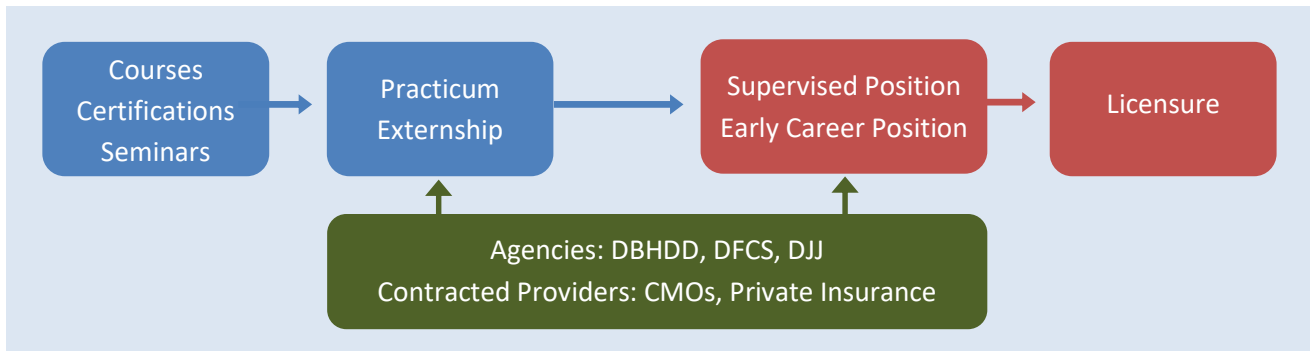 Courses
Certifications
Seminars
Practicum
Externship
Supervised Position
Early Career Position
Licensure
Agencies: DBHDD, DFCS, DJJ
Contracted Providers: CMOs, Private Insurance